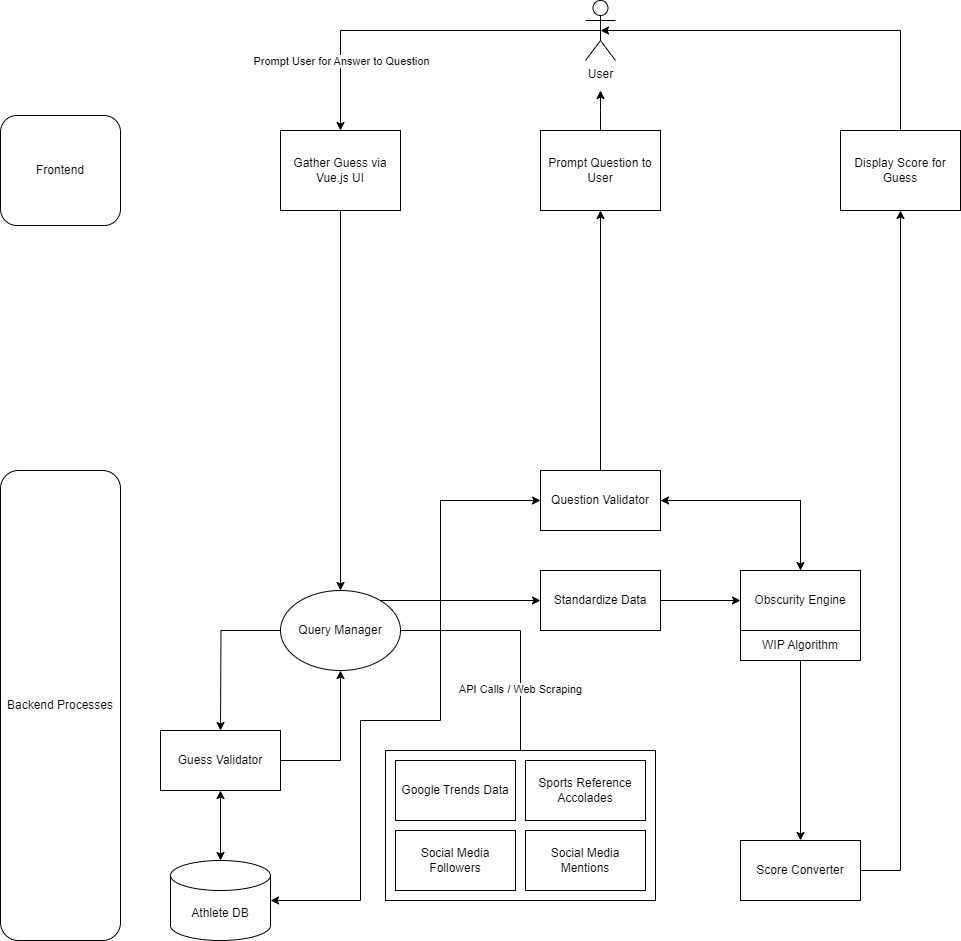 User
Prompt User for Answer to Question
Frontend
Gather Guess via
Vue.js UI
Prompt Question to
User
Display Score for
Guess
Question Validator
Standardize Data
Obscurity Engine
WIP Algorithm
Query Manager
API Calls / Web Scraping
Backend Processes
Guess Validator
Google Trends Data
Sports Reference
Accolades
Social Media
Followers
Social Media
Mentions
Score Converter
Athlete DB